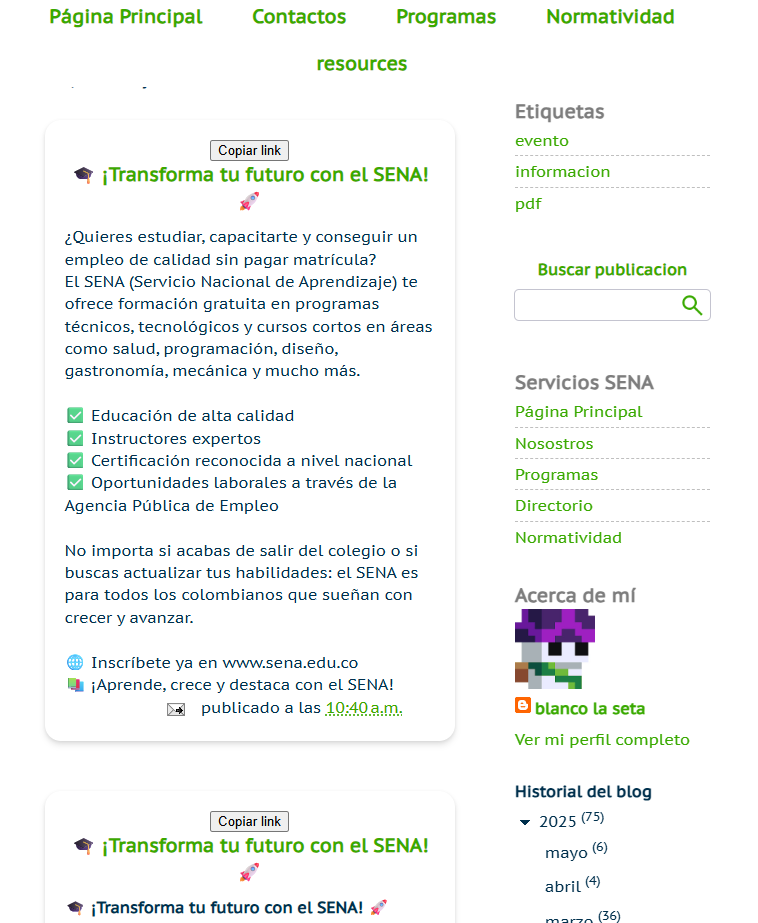 Página Principal Contactos Programas Normatividad
resources
Copiar link
🎓 ¡Transforma tu futuro con el SENA!
🚀
¿Quieres estudiar, capacitarte y conseguir un
empleo de calidad sin pagar matrícula?
El SENA (Servicio Nacional de Aprendizaje) te
ofrece formación gratuita en programas
técnicos, tecnológicos y cursos cortos en áreas
como salud, programación, diseño,
gastronomía, mecánica y mucho más.
✅ Educación de alta calidad
✅ Instructores expertos
✅ Certificación reconocida a nivel nacional
✅ Oportunidades laborales a través de la
Agencia Pública de Empleo
No importa si acabas de salir del colegio o si
buscas actualizar tus habilidades: el SENA es
para todos los colombianos que sueñan con
crecer y avanzar.
🌐 Inscríbete ya en www.sena.edu.co
📚 ¡Aprende, crece y destaca con el SENA!
publicado a las 10:40 a.m.
Copiar link
🎓 ¡Transforma tu futuro con el SENA!
🚀
🎓 ¡Transforma tu futuro con el SENA! 🚀
Etiquetas
evento
informacion
pdf
Buscar publicacion
Servicios SENA
Página Principal
Nosostros
Programas
Directorio
Normatividad
Acerca de mí
blanco la seta
Ver mi perfil completo
Historial del blog
2025 (75)
mayo (6)
abril (4)
marzo (36)